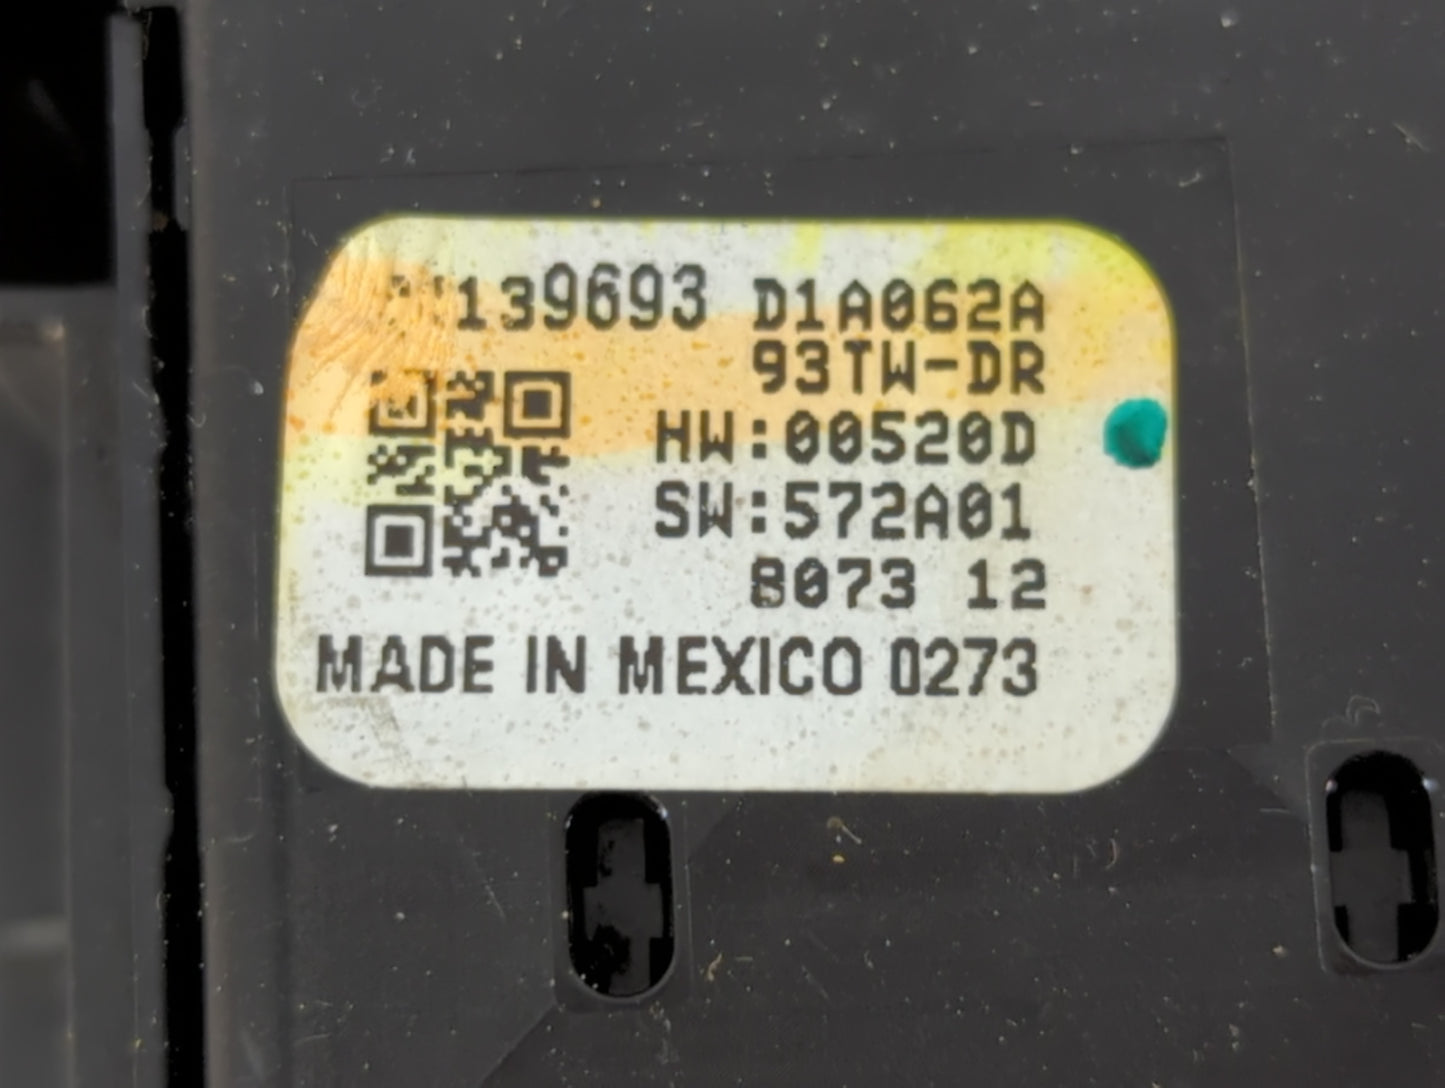 139693 D1A062A
93TW-DR
HW:00520D
SW:572A01
8073 12
MADE IN MEXICO 0273